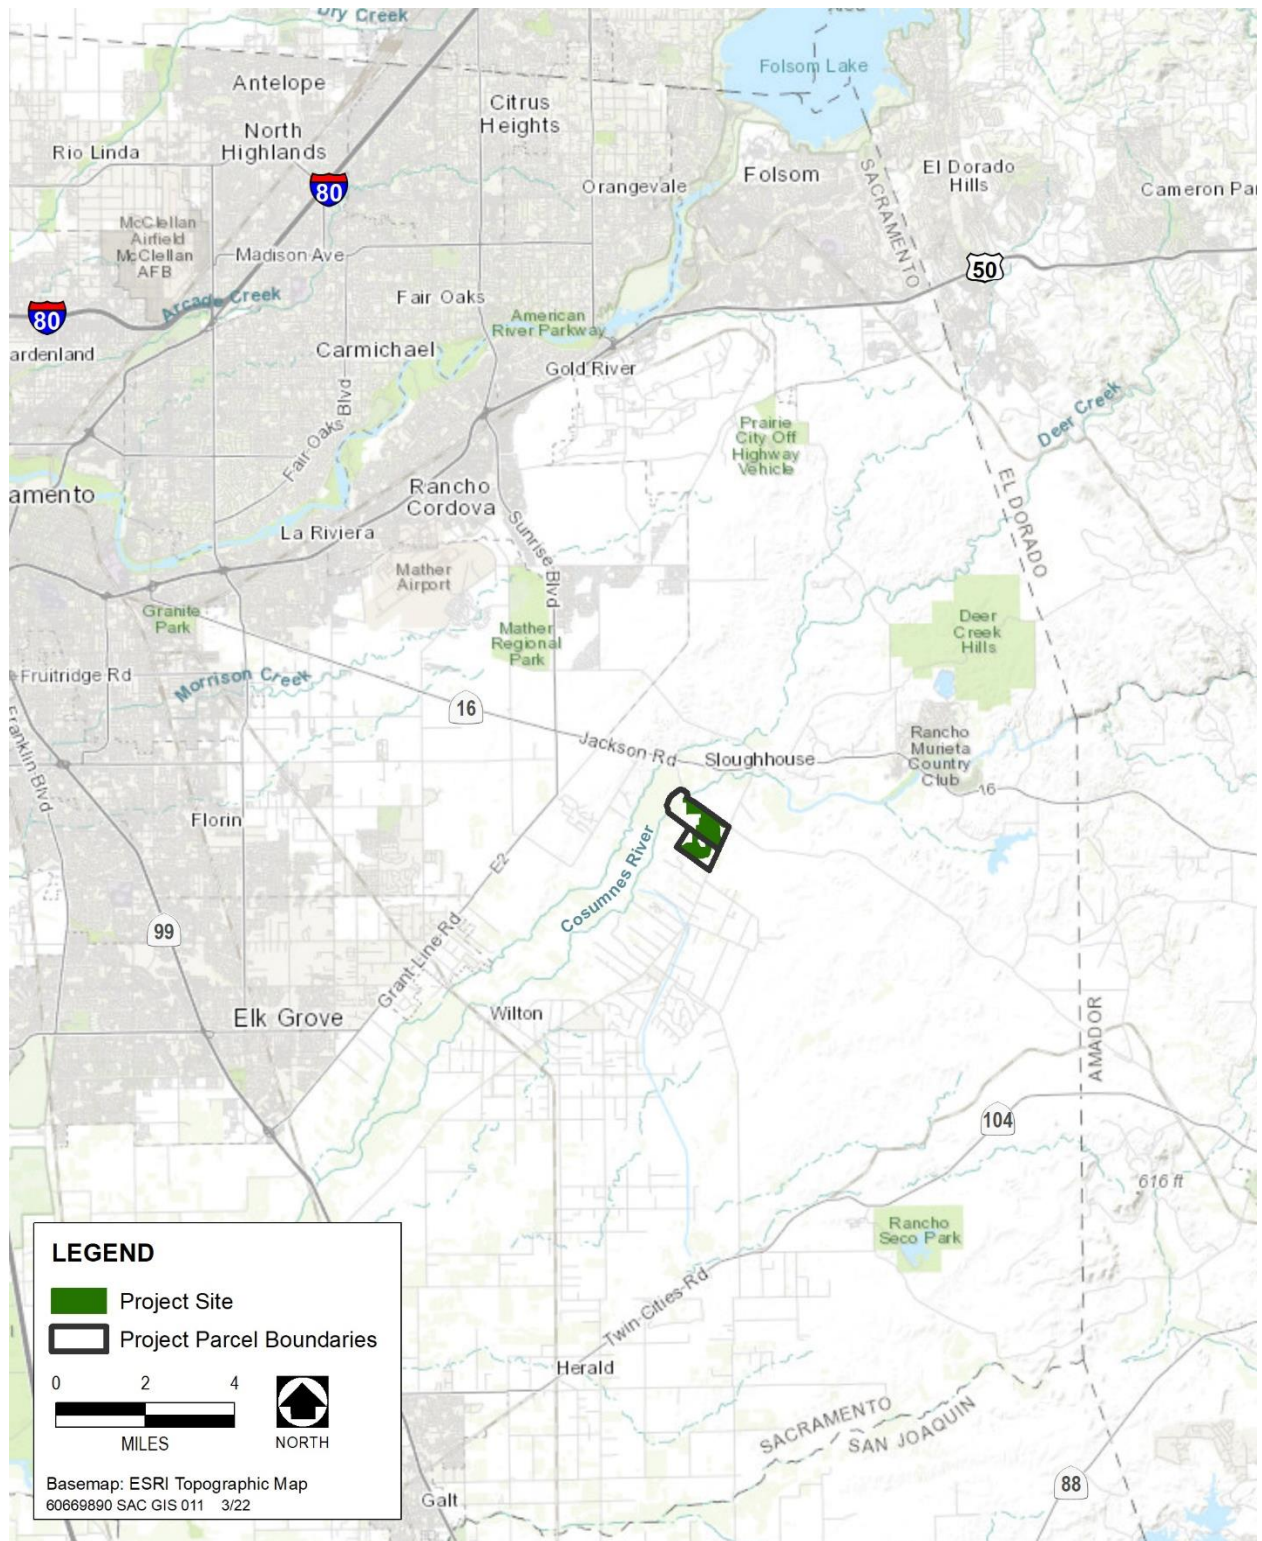 Dry Creek
Area
Folsom Lake
Antelope
Citrus
Heights
North
Highlands
Rio Linda
80
Orangevale
Folsom
SACRAMENTO
El Dorado
Hills
Cameron Par
McClellan
Airfield
McClellan
AFB
Madison Ave
50
Arcade Creek
80
Fair Oaks
American
River Parkway
ardenland
Carmichael
Gold River
Fair Oaks Blvd
Deer Creek
Prairie
City Off
Highway
Vehicle
amento
Rancho
Cordova
EL DORADO
La Riviera
Sunrise Blvd
Mather
Airport
Granite
Park
Mather
Regional
Park
Deer
Creek
Hills
Fruitridge Rd
Morrison Creek
16
Franklin Blvd
Jackson Rd
Sloughhouse
Rancho
Murieta
Country
Club
16
Florin
E2
Cosumnes River
99
Grant Line Rd
Elk Grove
Wilton
AMADOR
104
616 ft
Rancho
Seco Park
Twin Cities Rd
Herald
SACRAMENTO
SAN JOAQUIN
88
Galt
LEGEND
Project Site
Project Parcel Boundaries
0 2 4
MILES
NORTH
Basemap: ESRI Topographic Map
60669890 SAC GIS 011 3/22